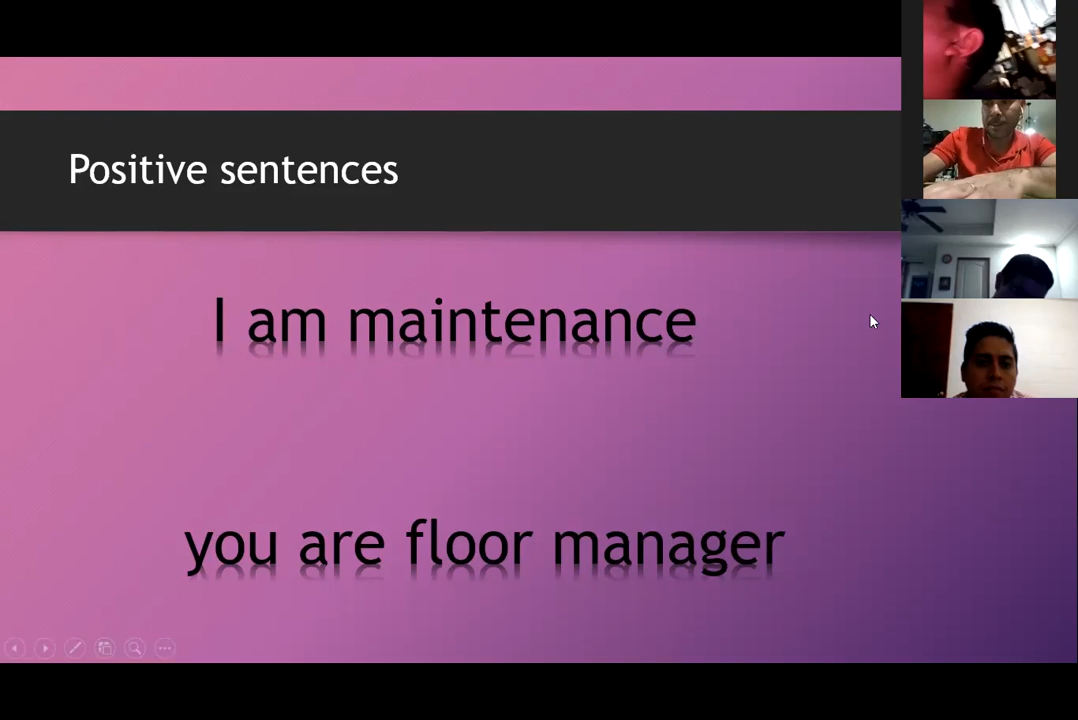 Positive sentences
I am maintenance
you are floor manager